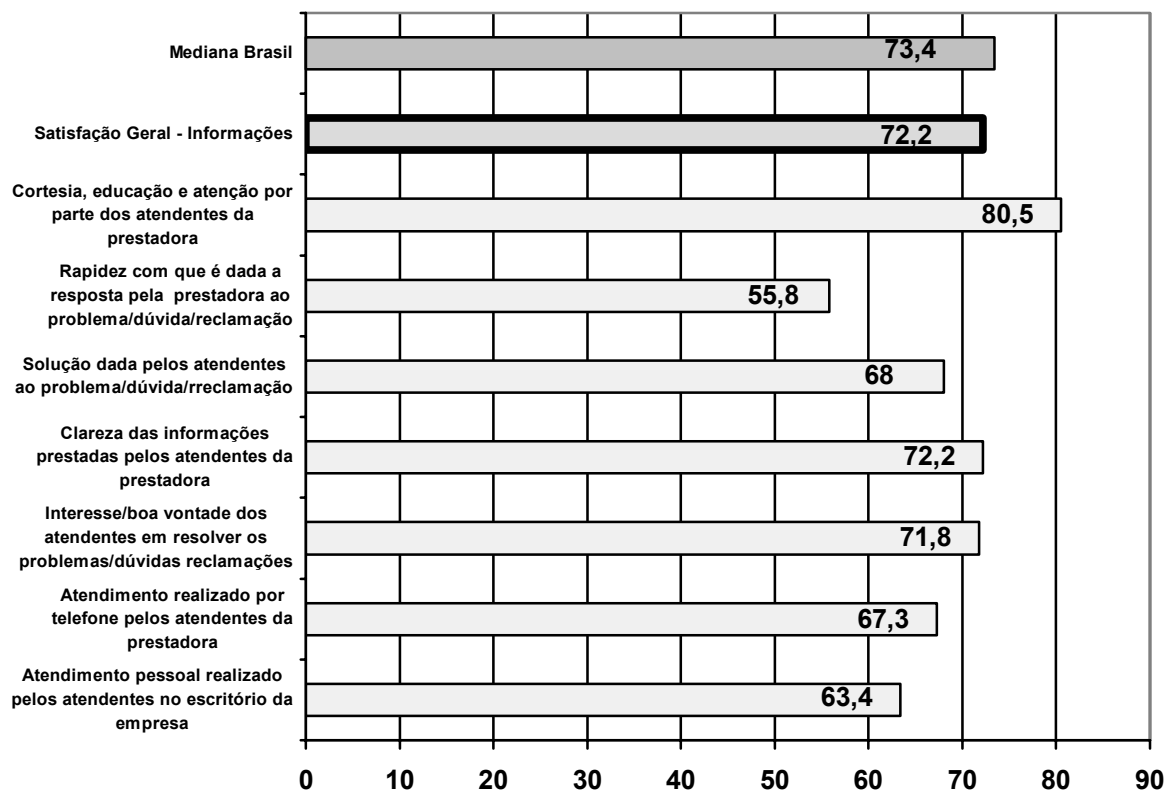 Mediana Brasil
73,4
Satisfação Geral - Informações
72,2
Cortesia, educação e atenção por
parte dos atendentes da
prestadora
80,5
Rapidez com que é dada a
resposta pela prestadora ao
problema/dúvida/reclamação
55,8
Solução dada pelos atendentes
ao problema/dúvida/rreclamação
68
Clareza das informações
prestadas pelos atendentes da
prestadora
72,2
Interesse/boa vontade dos
atendentes em resolver os
problemas/dúvidas reclamações
71,8
Atendimento realizado por
telefone pelos atendentes da
prestadora
67,3
Atendimento pessoal realizado
pelos atendentes no escritório da
empresa
63,4
0 10 20 30 40 50 60 70 80 90